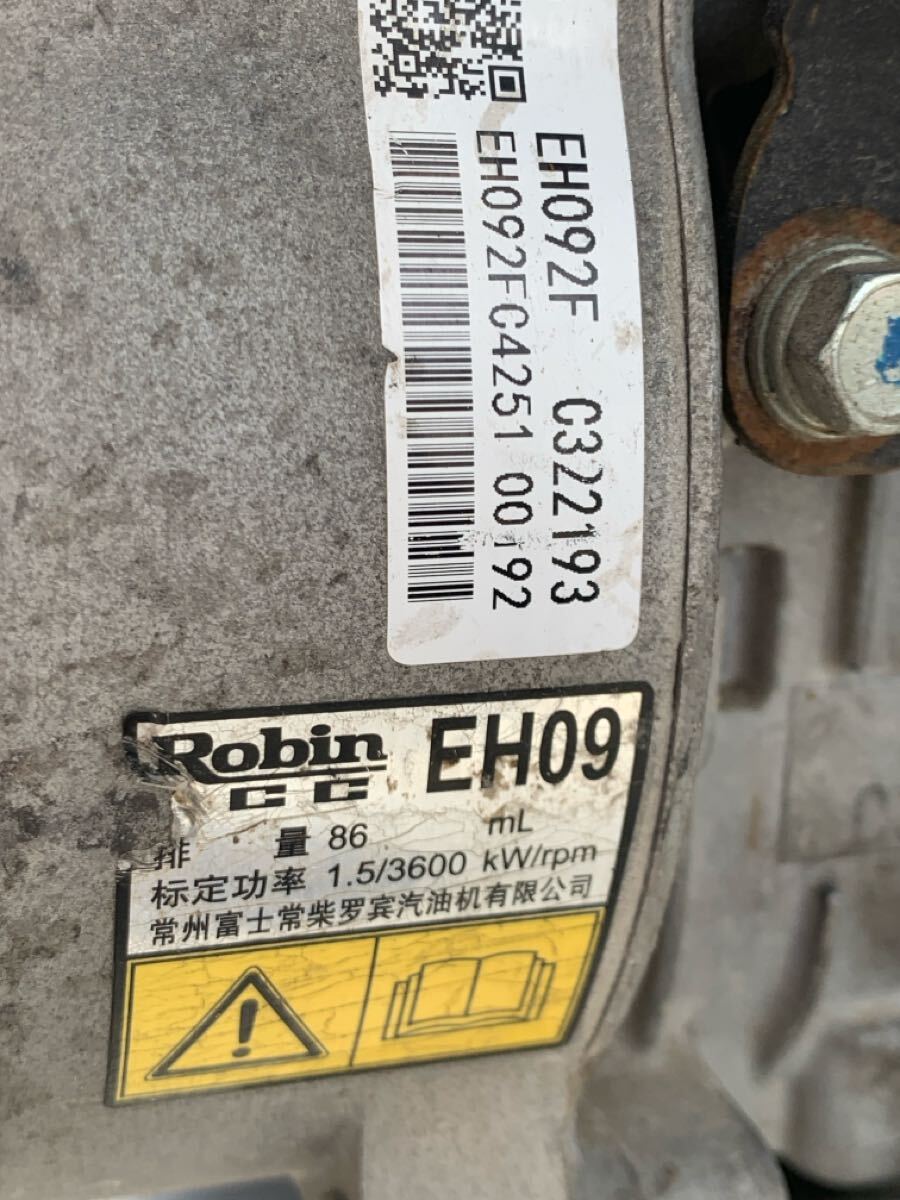 EH092F C322193
EH092FC4251 00192
Robin EH09
CC
排 量 86 mL
标定功率 1.5/3600 kW/rpm
常州富士常柴罗宾汽油机有限公司